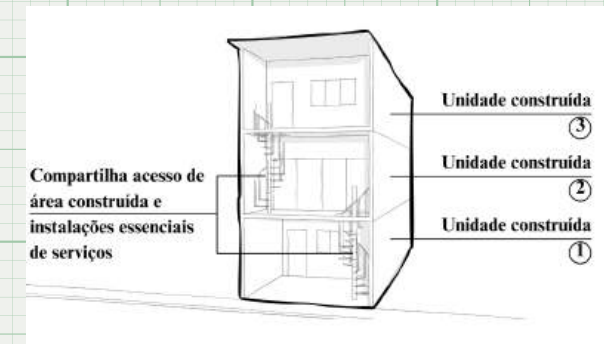 Unidade construída
③
Unidade construída
②
Compartilha acesso de
área construída e
instalações essenciais
de serviços
Unidade construída
①